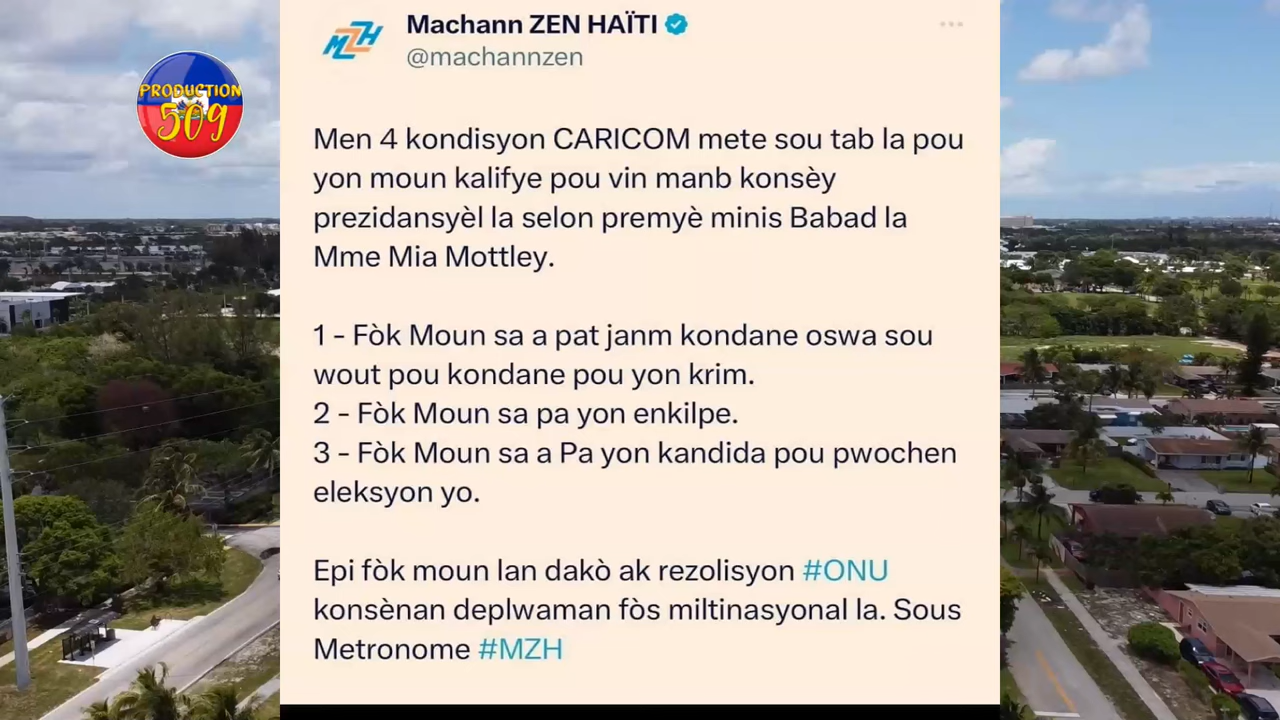 PRODUCTION
509
MZH
Machann ZEN HAÏTI
@machannzen
Men 4 kondisyon CARICOM mete sou tab la pou
yon moun kalifye pou vin manb konsèy
prezidansyèl la selon premyè minis Babad la
Mme Mia Mottley.
1 - Fòk Moun sa a pat janm kondane oswa sou
wout pou kondane pou yon krim.
2 - Fòk Moun sa pa yon enkilpe.
3 - Fòk Moun sa a Pa yon kandida pou pwochen
eleksyon yo.
Epi fòk moun lan dakò ak rezolisyon #ONU
konsènan deplwaman fòs miltinasyonal la. Sous
Metronome #MZH